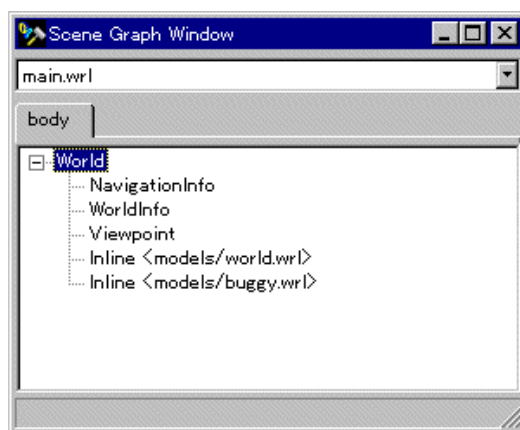 Scene Graph Window
main.wrl
body
World
NavigationInfo
WorldInfo
Viewpoint
Inline <models/world.wrl>
Inline <models/buggy.wrl>